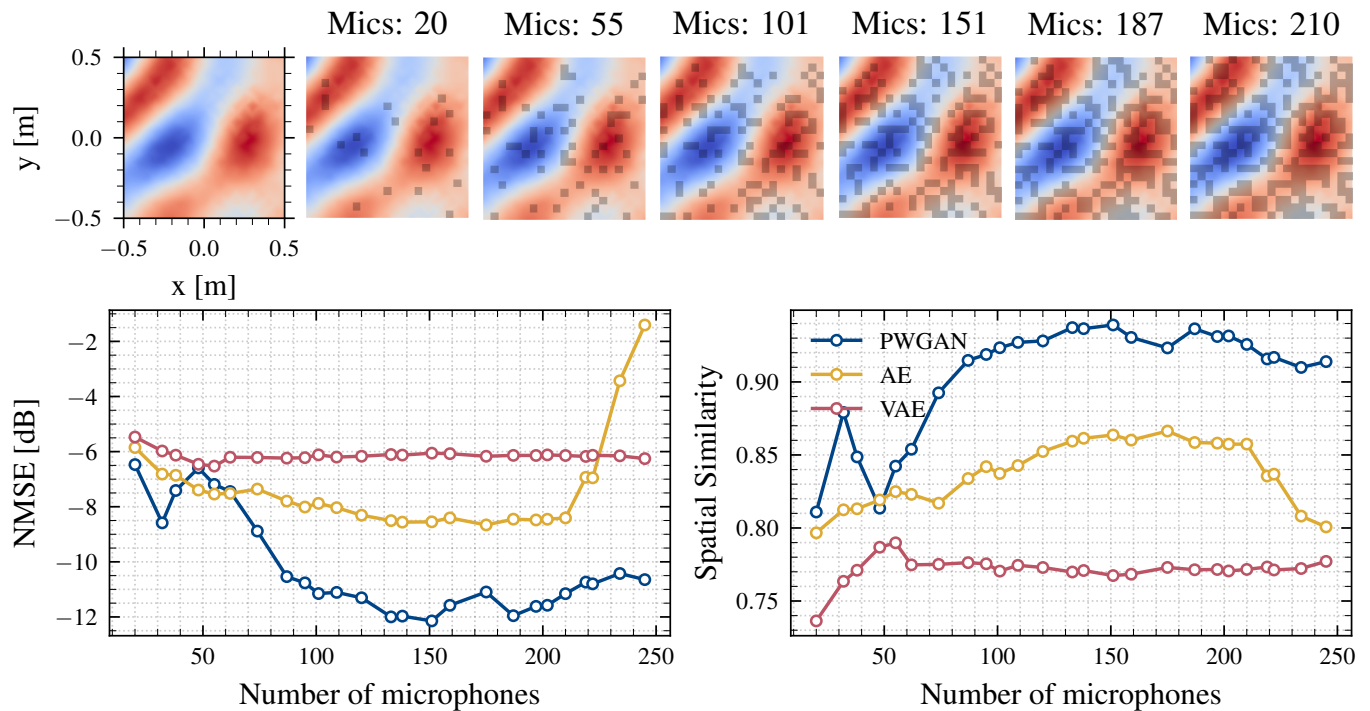 Mics: 20 Mics: 55 Mics: 101 Mics: 151 Mics: 187 Mics: 210
0.5
0.0
−0.5
y [m]
−0.5 0.0 0.5
x [m]
−2
−4
−6
−8
−10
−12
NMSE [dB]
50 100 150 200 250
Number of microphones
PWGAN
AE
VAE
0.90
0.85
0.80
0.75
Spatial Similarity
50 100 150 200 250
Number of microphones